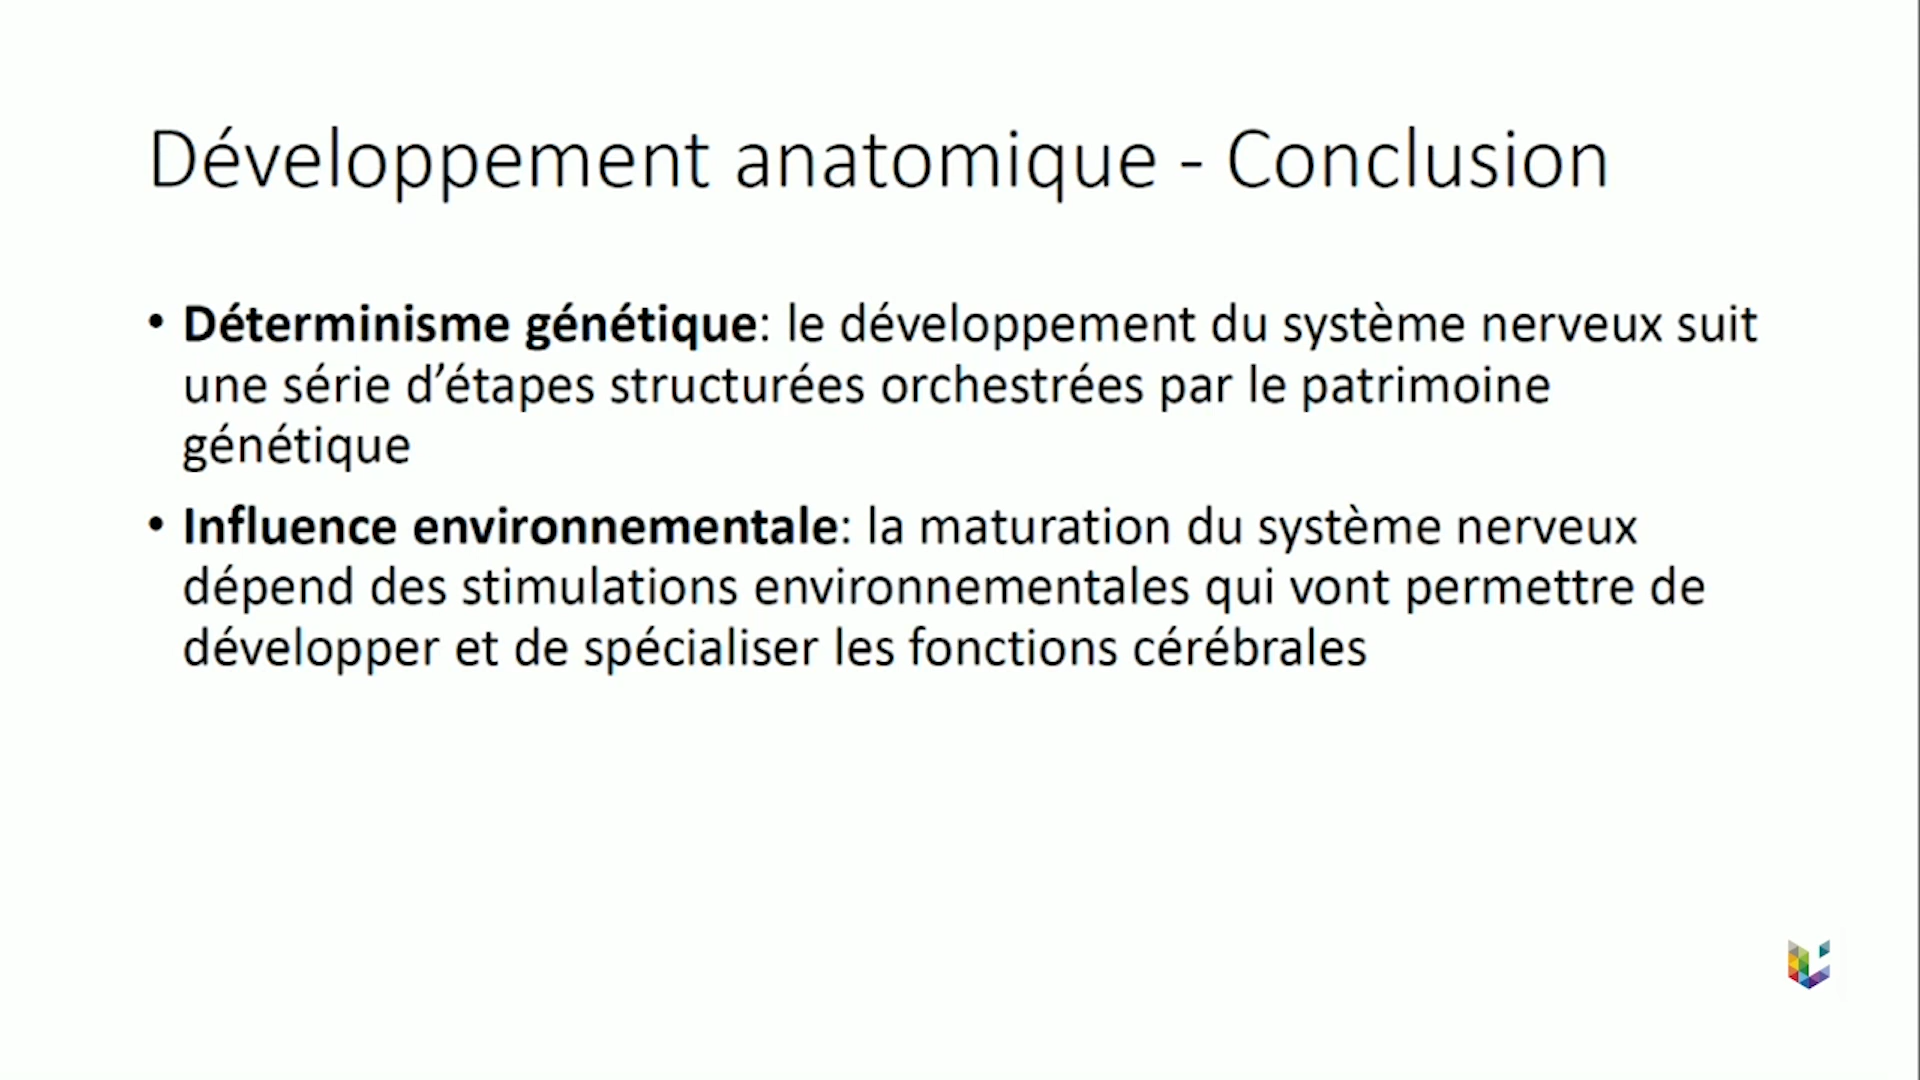 Développement anatomique - Conclusion
• Déterminisme génétique: le développement du système nerveux suit
une série d’étapes structurées orchestrées par le patrimoine
génétique
• Influence environnementale: la maturation du système nerveux
dépend des stimulations environnementales qui vont permettre de
développer et de spécialiser les fonctions cérébrales